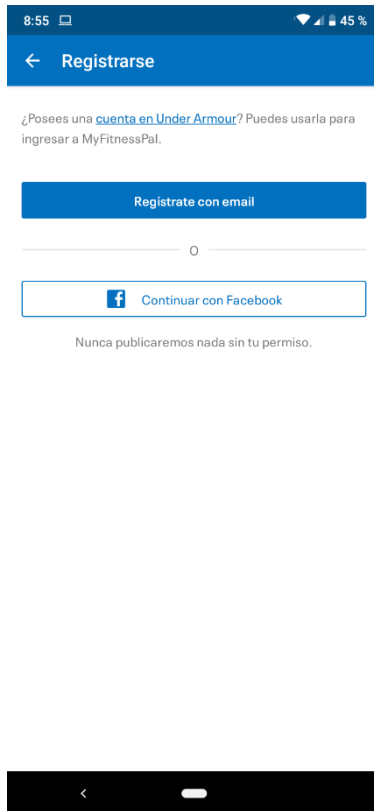 8:55 45 %
Registrarse
¿Posees una cuenta en Under Armour? Puedes usarla para
ingresar a MyFitnessPal.
Regístrate con email
O
Continuar con Facebook
Nunca publicaremos nada sin tu permiso.